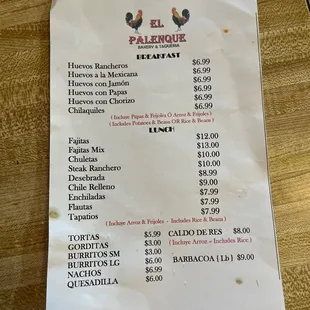 EL
PALENQUE
BAKERY & TAQUERIA
BREAKFAST
Huevos Rancheros $6.99
Huevos a la Mexicana $6.99
Huevos con Jamón $6.99
Huevos con Papas $6.99
Huevos con Chorizo $6.99
Chilaquiles
( Incluye Papas & Frijoles Ó Arroz & Frijoles )
(Includes Potatoes & Beans OR Rice & Beans )
LUNCH
Fajitas $12.00
Fajitas Mix $13.00
Chuletas $10.00
Steak Ranchero $10.00
Desebrada $8.99
Chile Relleno $9.00
Enchiladas $7.99
Flautas $7.99
Tapatios $7.99
( Incluye Arroz & Frijoles - Includes Rice & Beans )
TORTAS $5.99
GORDITAS $3.00
BURRITOS SM $3.00
BURRITOS LG $6.00
NACHOS $6.99
QUESADILLA $6.00
CALDO DE RES $8.00
( Incluye Arroz - Includes Rice )
BARBACOA { Lb } $9.00